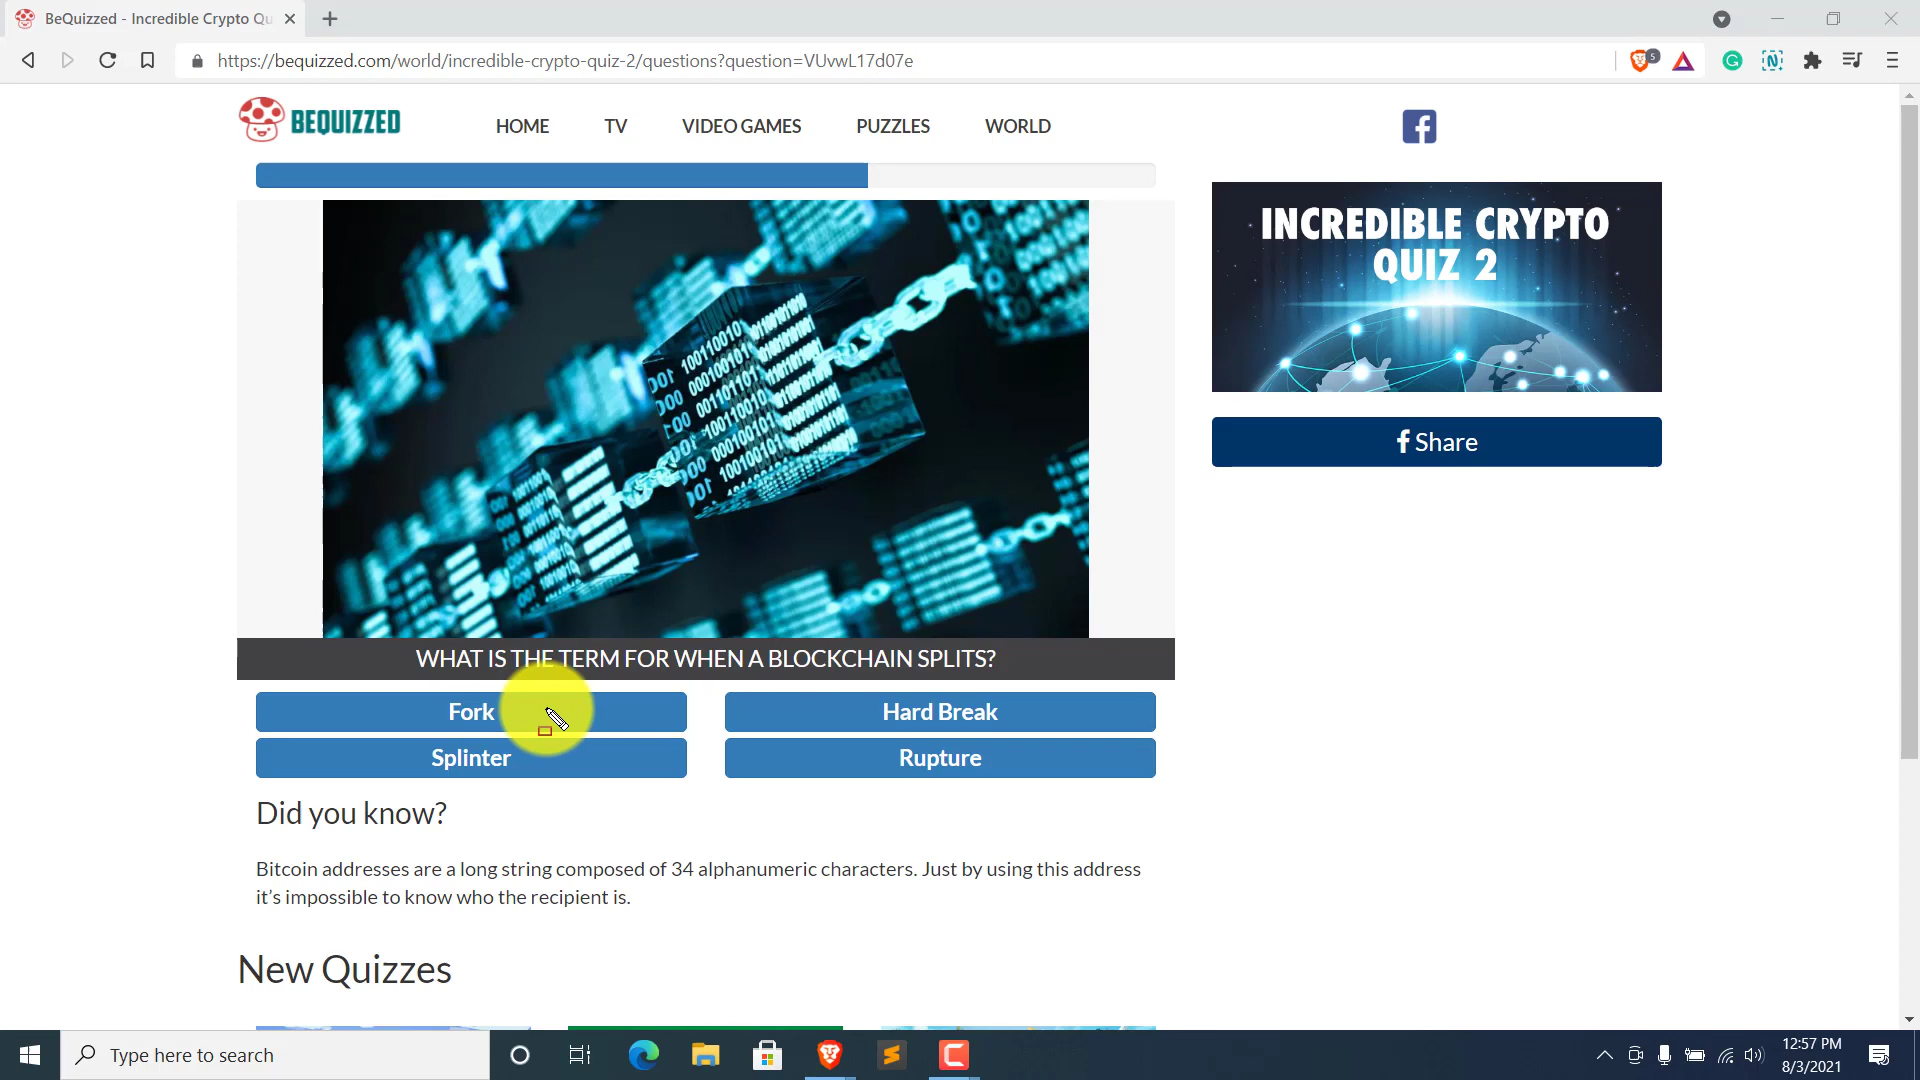 BeQuizzed - Incredible Crypto Qu
https://bequizzed.com/world/incredible-crypto-quiz-2/questions?question=VUvwL17d07e
5
BEQUIZZED
HOME
TV
VIDEO GAMES
PUZZLES
WORLD
INCREDIBLE CRYPTO
QUIZ 2
Share
WHAT IS THE TERM FOR WHEN A BLOCKCHAIN SPLITS?
Fork
Hard Break
Splinter
Rupture
Did you know?
Bitcoin addresses are a long string composed of 34 alphanumeric characters. Just by using this address
it's impossible to know who the recipient is.
New Quizzes
Type here to search
12:57 PM
8/3/2021